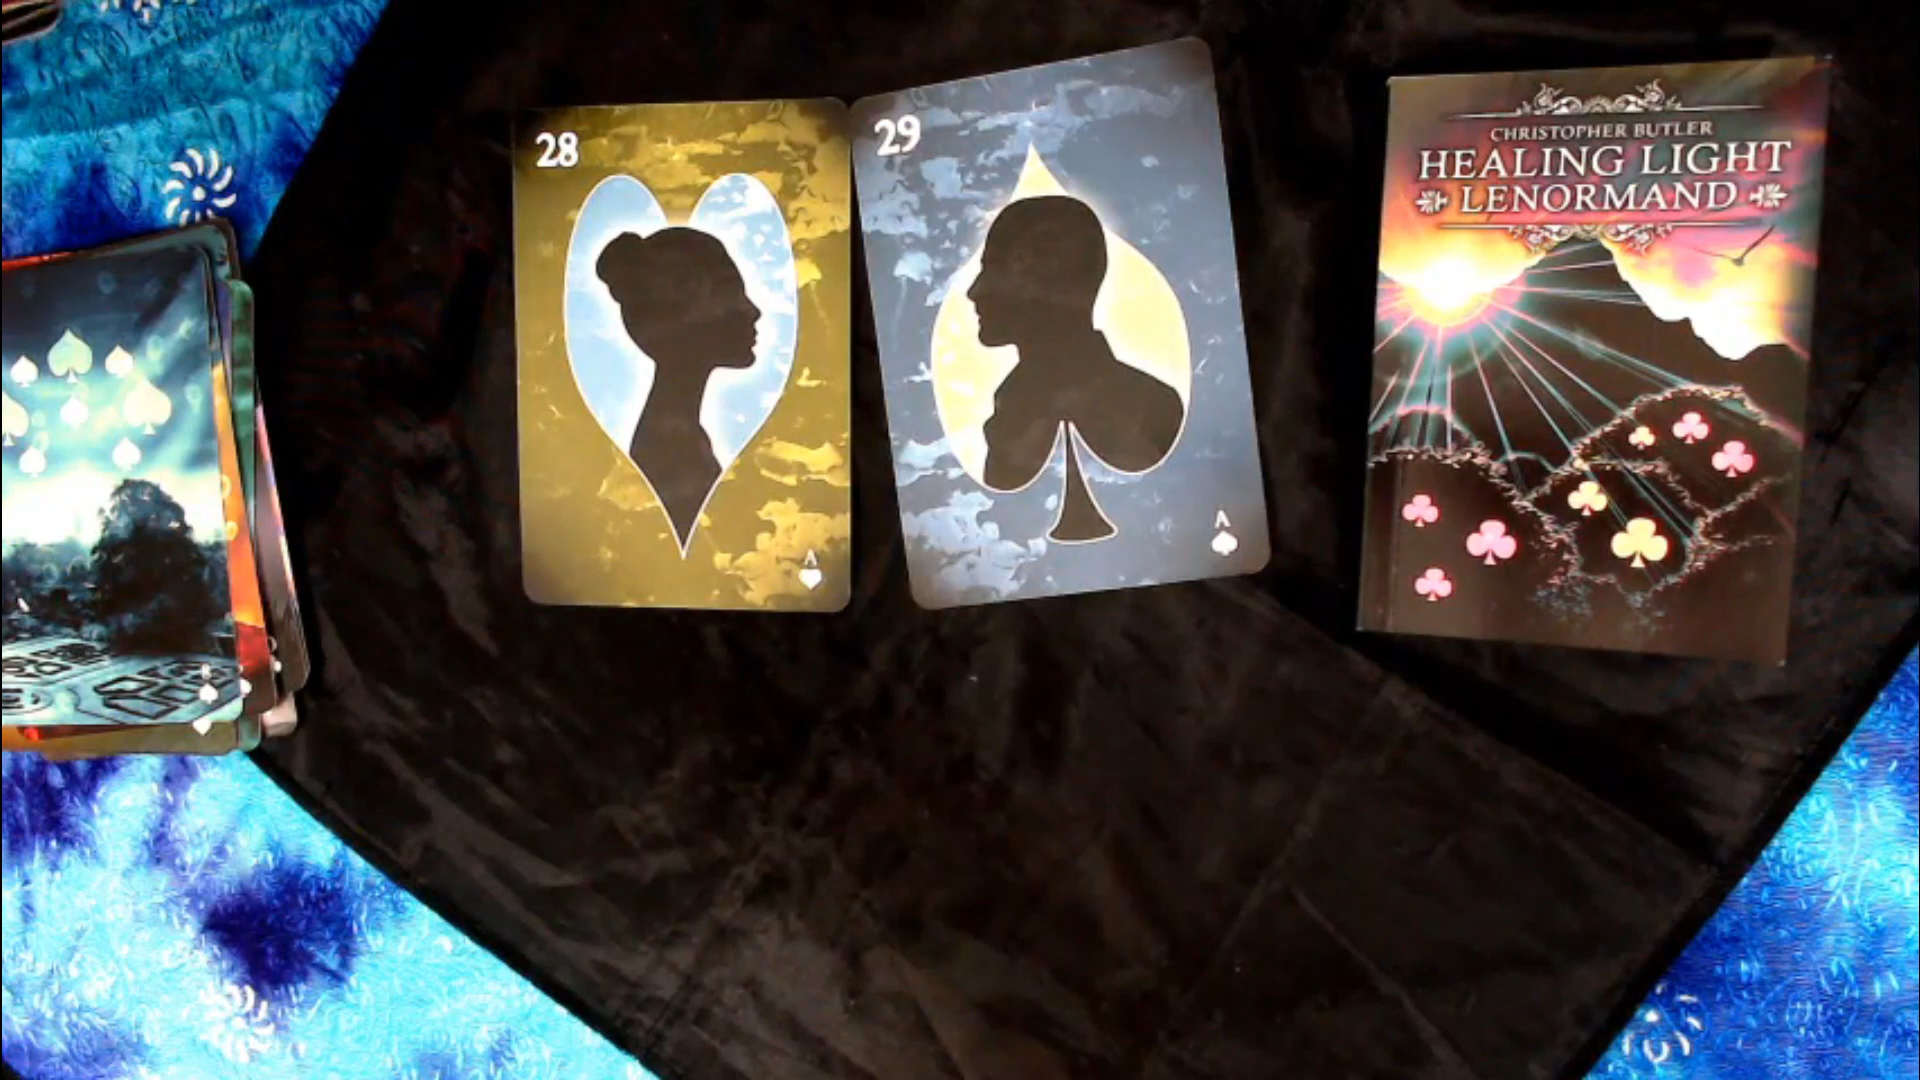 28
A
29
A
CHRISTOPHER BUTLER
HEALING LIGHT
LENORMAND